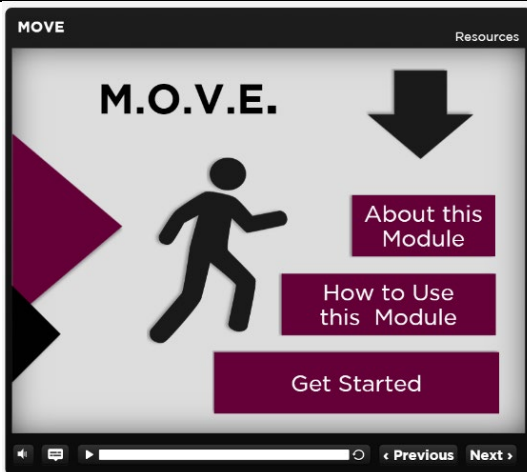 MOVE
Resources
M.O.V.E.
About this
Module
How to Use
this Module
Get Started
‹ Previous Next ›